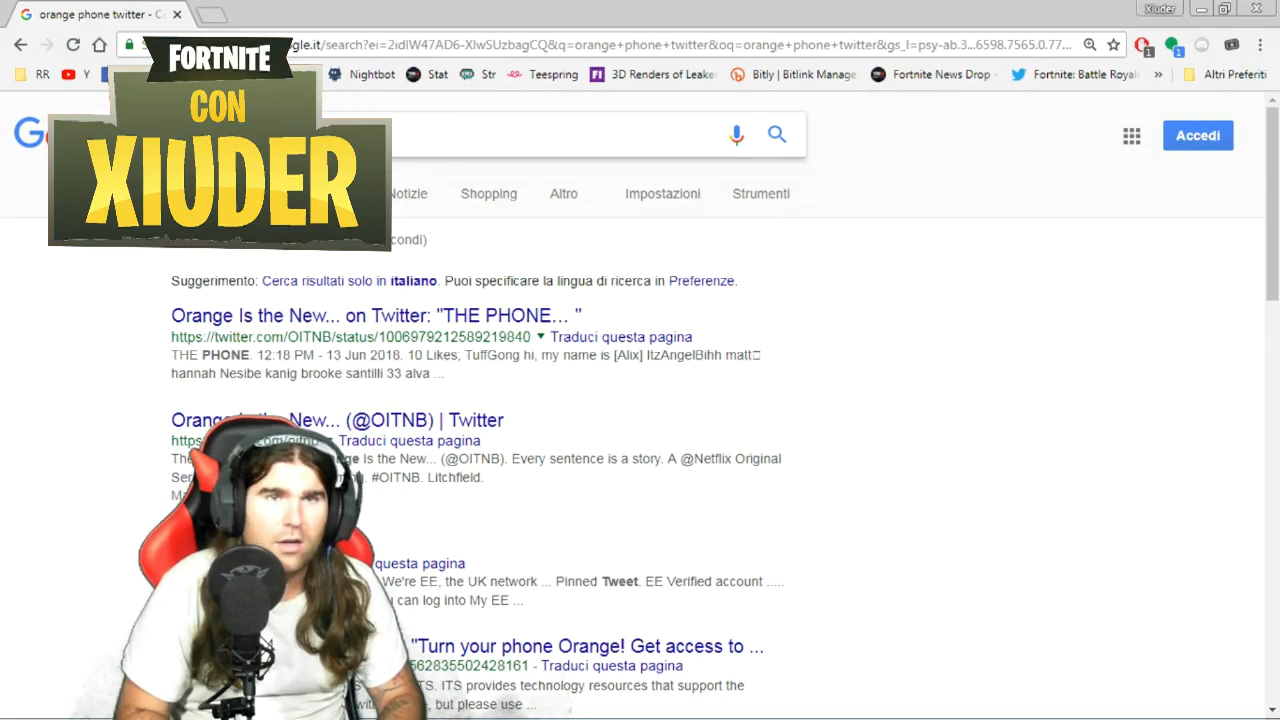 orange phone twitter - C
Xiuder
gle.it/search?ei=2idIW47AD6-XlwSUzbagCQ&q=orange+phone+twitter&oq=orange+phone+twitter&gs_l=psy-ab.3...98.7565.0.77...
RR Y Nightbot Stat Str Teespring 3D Renders of Leake Bitly | Bitlink Manage Fortnite News Drop - Fortnite: Battle Royal » Altri Preferiti
FORTNITE
CON
XIUDER
Accedi
Notizie Shopping Altro Impostazioni Strumenti
condi)
Suggerimento: Cerca risultati solo in italiano. Puoi specificare la lingua di ricerca in Preferenze.
Orange Is the New... on Twitter: "THE PHONE… "
https://twitter.com/OITNB/status/1006979212589219840 Traduci questa pagina
THE PHONE. 12:18 PM - 13 Jun 2018. 10 Likes; TuffGong hi, my name is [Alix] ItzAngelBihh matt
hannah Nesibe kanig brooke santilli 33 alva ...
Orange Is the New... (@OITNB) | Twitter
Traduci questa pagina
Is the New... (@OITNB). Every sentence is a story. A @Netflix Original
#OITNB. Litchfield.
questa pagina
We're EE, the UK network ... Pinned Tweet. EE Verified account .....
can log into My EE ...
"Turn your phone Orange! Get access to ...
562835502428161 - Traduci questa pagina
TS. ITS provides technology resources that support the
but please use ...